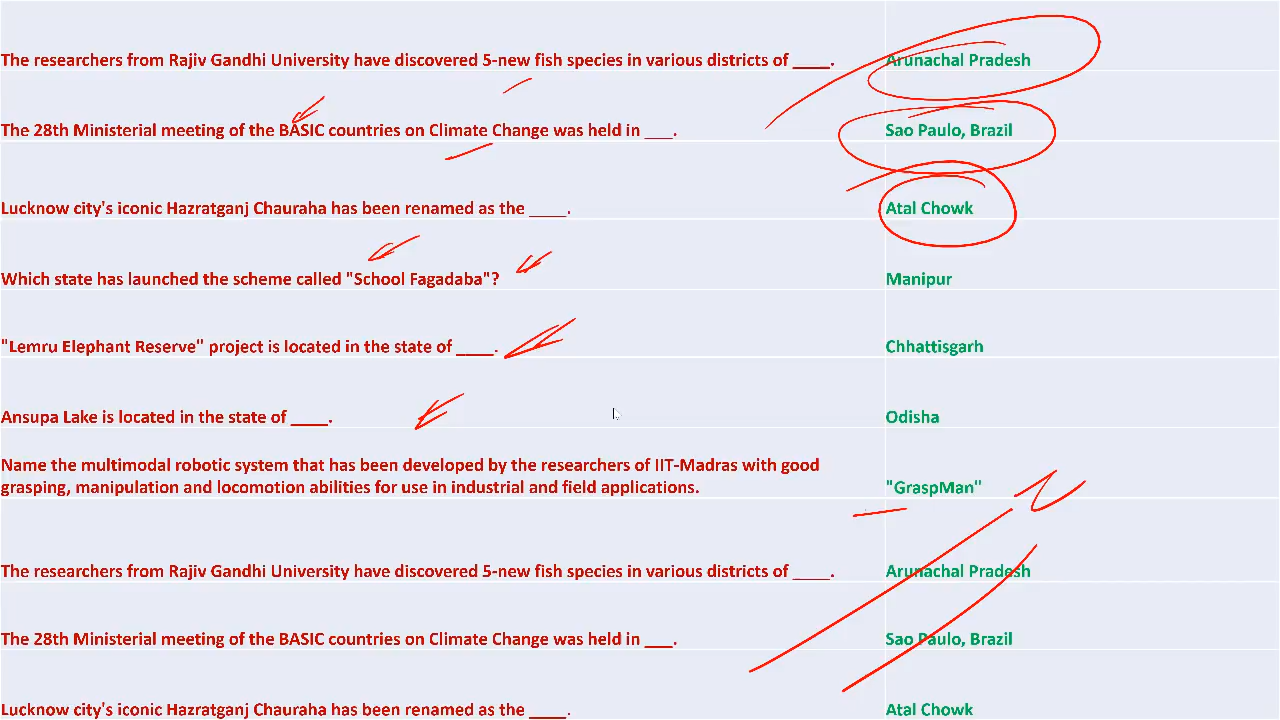 The researchers from Rajiv Gandhi University have discovered 5-new fish species in various districts of ____. Arunachal Pradesh
The 28th Ministerial meeting of the BASIC countries on Climate Change was held in ___. Sao Paulo, Brazil
Lucknow city's iconic Hazratganj Chauraha has been renamed as the ____. Atal Chowk
Which state has launched the scheme called "School Fagadaba"? Manipur
"Lemru Elephant Reserve" project is located in the state of ____. Chhattisgarh
Ansupa Lake is located in the state of ____. Odisha
Name the multimodal robotic system that has been developed by the researchers of IIT-Madras with good
grasping, manipulation and locomotion abilities for use in industrial and field applications. "GraspMan"
The researchers from Rajiv Gandhi University have discovered 5-new fish species in various districts of ____. Arunachal Pradesh
The 28th Ministerial meeting of the BASIC countries on Climate Change was held in ___. Sao Paulo, Brazil
Lucknow city's iconic Hazratganj Chauraha has been renamed as the ____. Atal Chowk